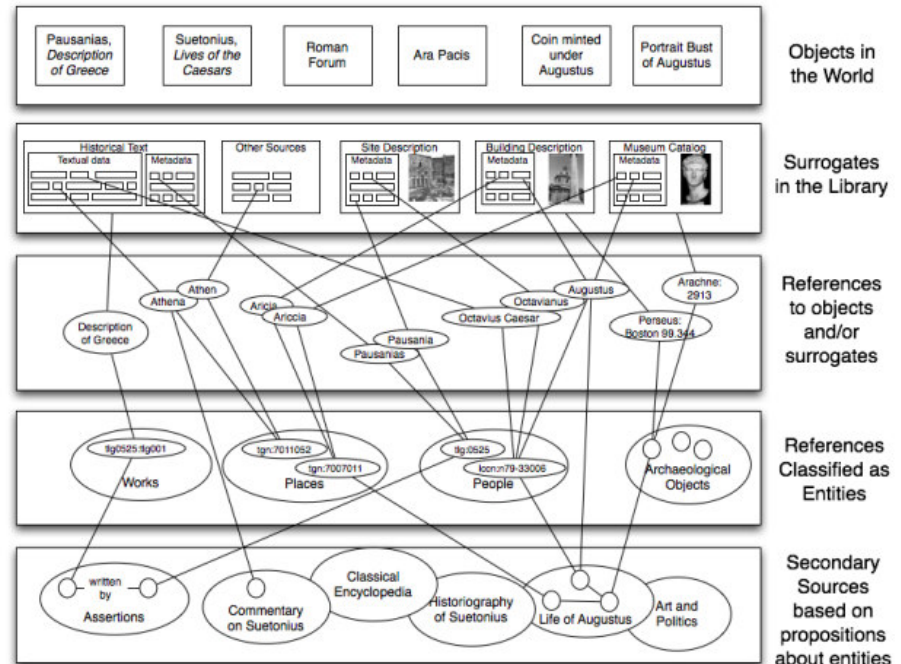 Pausanias,
Description
of Greece
Suetonius,
Lives of the
Caesars
Roman
Forum
Ara Pacis
Coin minted
under
Augustus
Portrait Bust
of Augustus
Objects in
the World
Historical Text
Textual data
Metadata
Other Sources
Site Description
Metadata
Building Description
Metadata
Museum Catalog
Metadata
Surrogates
in the Library
Athena
Athen
Aricia
Ariccia
Octavius Caesar
Octavianus
Augustus
Arachne:
2913
Description
of Greece
Pausanias
Pausania
Perseus:
Boston 99.344
References
to objects
and/or
surrogates
tlg0525:tlg001
Works
tgn:7011052
tgn:7007011
Places
tlg:0525
lccn:n79-33006
People
Archaeological
Objects
References
Classified as
Entities
written
by
Assertions
Commentary
on Suetonius
Classical
Encyclopedia
Historiography
of Suetonius
Life of Augustus
Art and
Politics
Secondary
Sources
based on
propositions
about entities